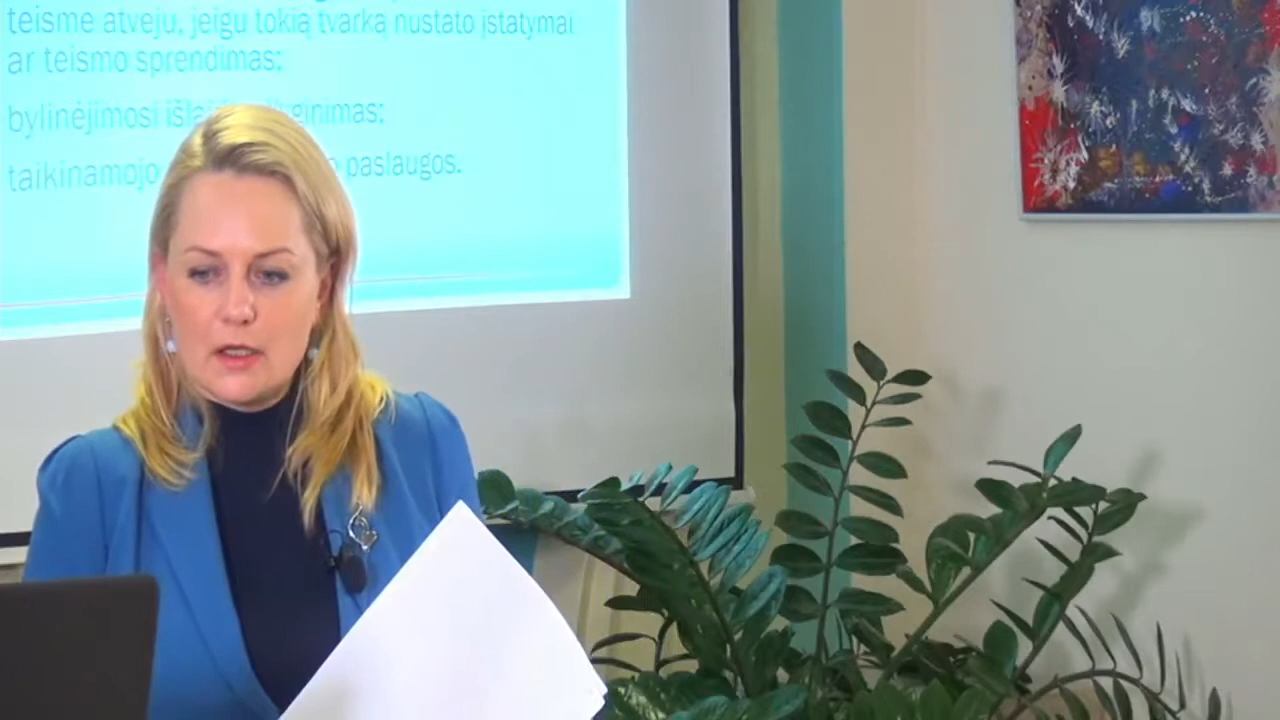 teisme atveju, jeigu tokią tvarką nustato įstatymai
ar teismo sprendimas;
bylinėjimosi
taikinamojo paslaugos.